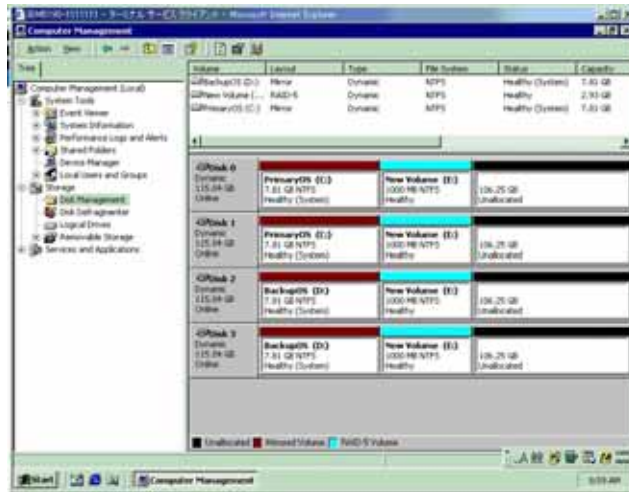 Microsoft Internet Explorer
Computer Management
Action View
Tree
Computer Management (Local)
System Tools
Event Viewer
System Information
Performance Logs and Alerts
Shared Folders
Device Manager
Local Users and Groups
Storage
Disk Management
Disk Defragmenter
Logical Drives
Removable Storage
Services and Applications
Volume Layout Type File System Status Capacity
BackupOS (D:) Mirror Dynamic NTFS Healthy (System) 7.81 GB
New Volume (... RAID-5 Dynamic NTFS Healthy 2.93 GB
PrimaryOS (C:) Mirror Dynamic NTFS Healthy (System) 7.81 GB
Disk 0
Dynamic
115.04 GB
Online
PrimaryOS (C:)
7.81 GB NTFS
Healthy (System)
New Volume (E:)
1000 MB NTFS
Healthy
106.25 GB
Unallocated
Disk 1
Dynamic
115.04 GB
Online
PrimaryOS (C:)
7.81 GB NTFS
Healthy (System)
New Volume (E:)
1000 MB NTFS
Healthy
106.25 GB
Unallocated
Disk 2
Dynamic
115.04 GB
Online
BackupOS (D:)
7.81 GB NTFS
Healthy (System)
New Volume (E:)
1000 MB NTFS
Healthy
106.25 GB
Unallocated
Disk 3
Dynamic
115.04 GB
Online
BackupOS (D:)
7.81 GB NTFS
Healthy (System)
New Volume (E:)
1000 MB NTFS
Healthy
106.25 GB
Unallocated
Unallocated Mirrored Volume RAID-5 Volume
Start Computer Management